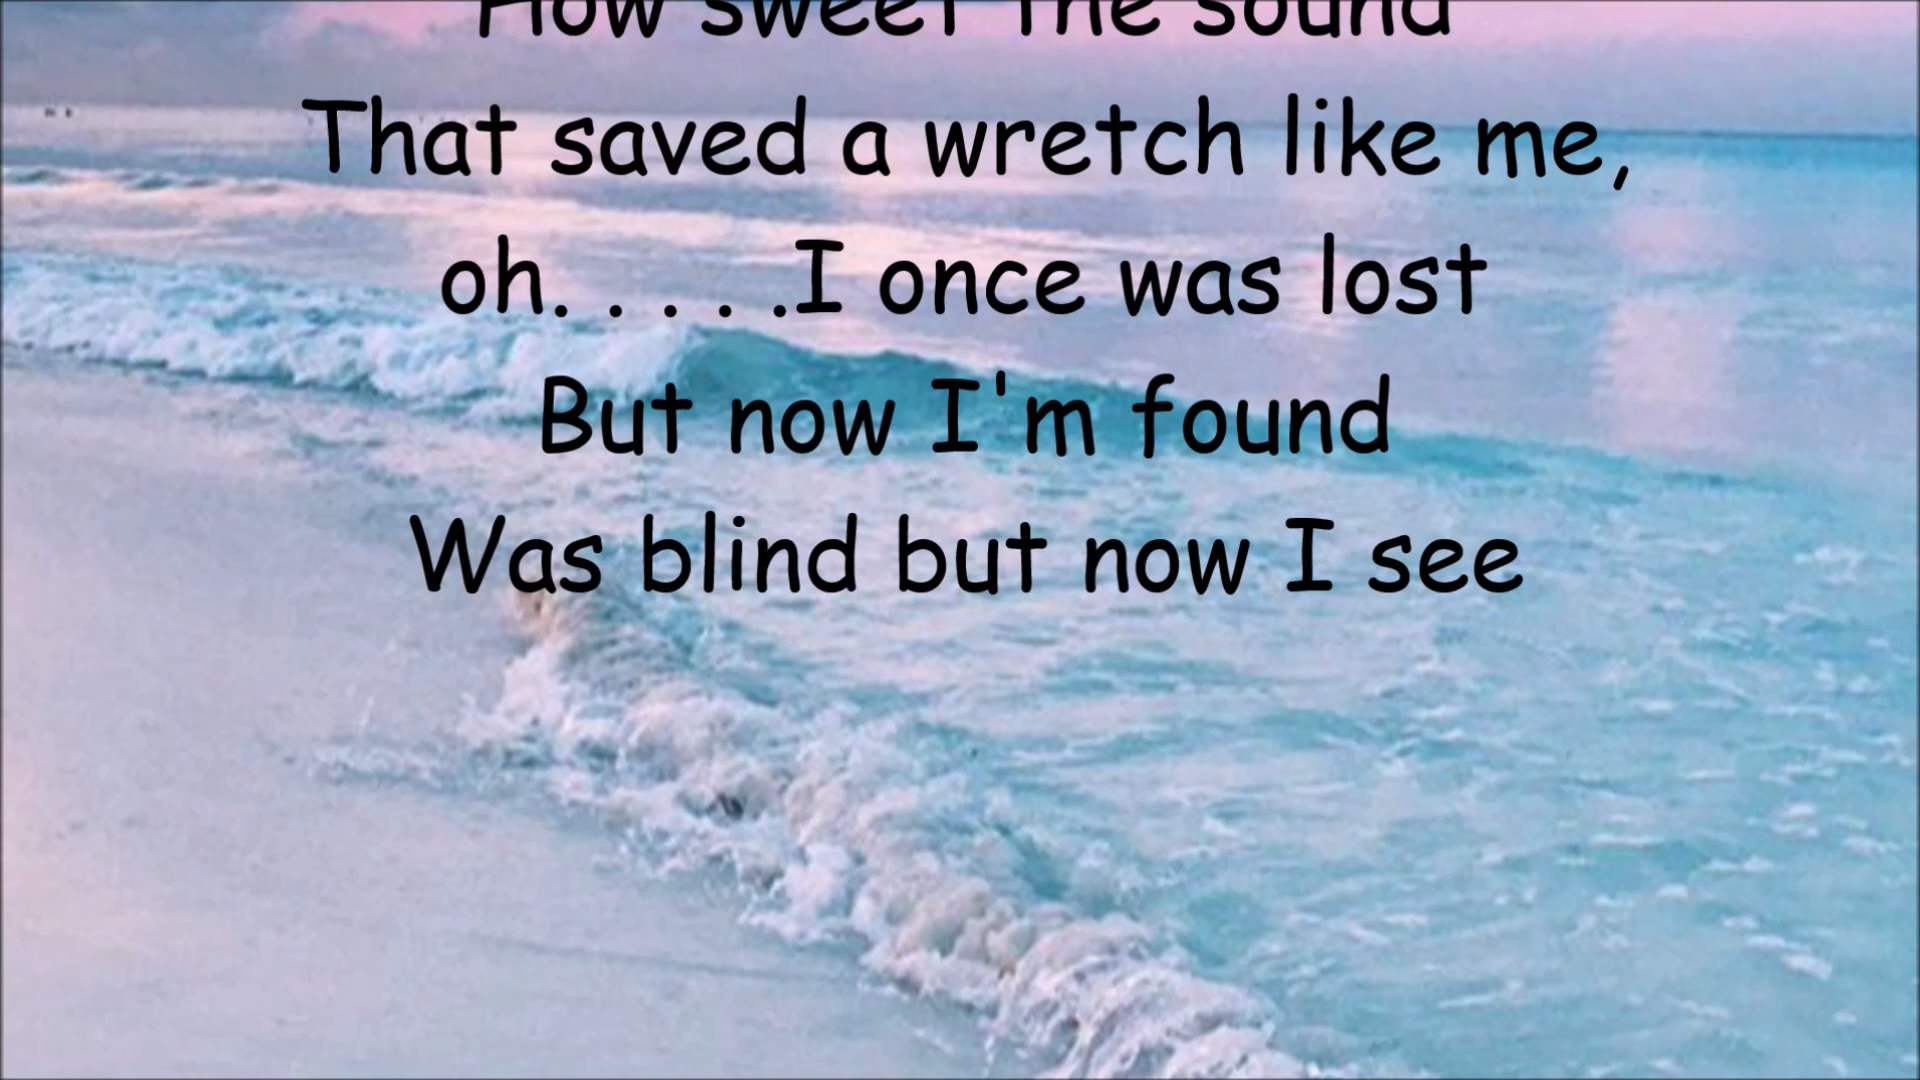 How sweet the sound
That saved a wretch like me,
oh. . . . .I once was lost
But now I'm found
Was blind but now I see